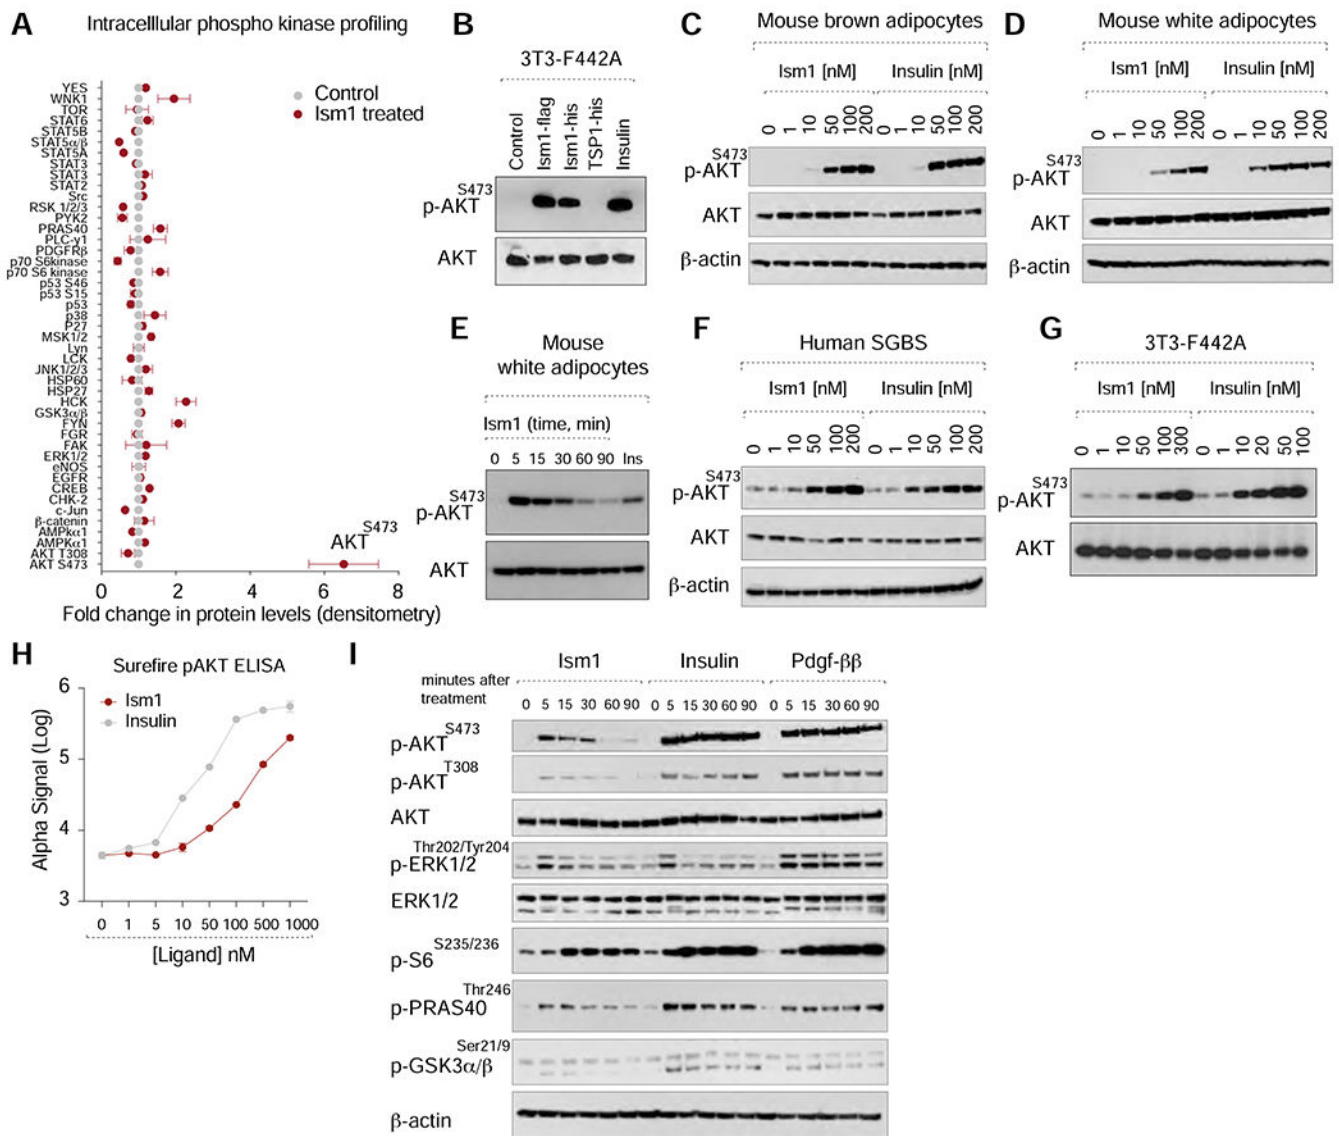 A
Intracelllular phospho kinase profiling
Control
Ism1 treated
YES
WNK1
TOR
STAT6
STAT5B
STAT5α/β
STAT5A
STAT3
STAT3
STAT2
Src
RSK 1/2/3
PYK2
PRAS40
PLC-γ1
PDGFRβ
p70 S6kinase
p70 S6 kinase
p53 S46
p53 S15
p53
p38
P27
MSK1/2
Lyn
LCK
JNK1/2/3
HSP60
HSP27
HCK
GSK3α/β
FYN
FGR
FAK
ERK1/2
eNOS
EGFR
CREB
CHK-2
c-Jun
β-catenin
AMPkα1
AMPKα1
AKT T308
AKT S473
AKT S473
0 2 4 6 8
Fold change in protein levels (densitometry)
B
3T3-F442A
Control Ism1-flag Ism1-his TSP1-his Insulin
p-AKT S473
AKT
C
Mouse brown adipocytes
Ism1 [nM] Insulin [nM]
0 1 10 50 100 200 0 1 10 50 100 200
p-AKT S473
AKT
β-actin
D
Mouse white adipocytes
Ism1 [nM] Insulin [nM]
0 1 10 50 100 200 0 1 10 50 100 200
p-AKT S473
AKT
β-actin
E
Mouse
white adipocytes
Ism1 (time, min)
0 5 15 30 60 90 Ins
p-AKT S473
AKT
F
Human SGBS
Ism1 [nM] Insulin [nM]
0 1 10 50 100 200 0 1 10 50 100 200
p-AKT S473
AKT
β-actin
G
3T3-F442A
Ism1 [nM] Insulin [nM]
0 1 10 50 100 300 0 1 10 20 50 100
p-AKT S473
AKT
H
Surefire pAKT ELISA
Ism1
Insulin
Alpha Signal (Log)
6
5
4
3
0 1 5 10 50 100 500 1000
[Ligand] nM
I
Ism1 Insulin Pdgf-ββ
minutes after
treatment
0 5 15 30 60 90 0 5 15 30 60 90 0 5 15 30 60 90
p-AKT S473
p-AKT T308
AKT
p-ERK1/2 Thr202/Tyr204
ERK1/2
p-S6 S235/236
p-PRAS40 Thr246
p-GSK3α/β Ser21/9
β-actin